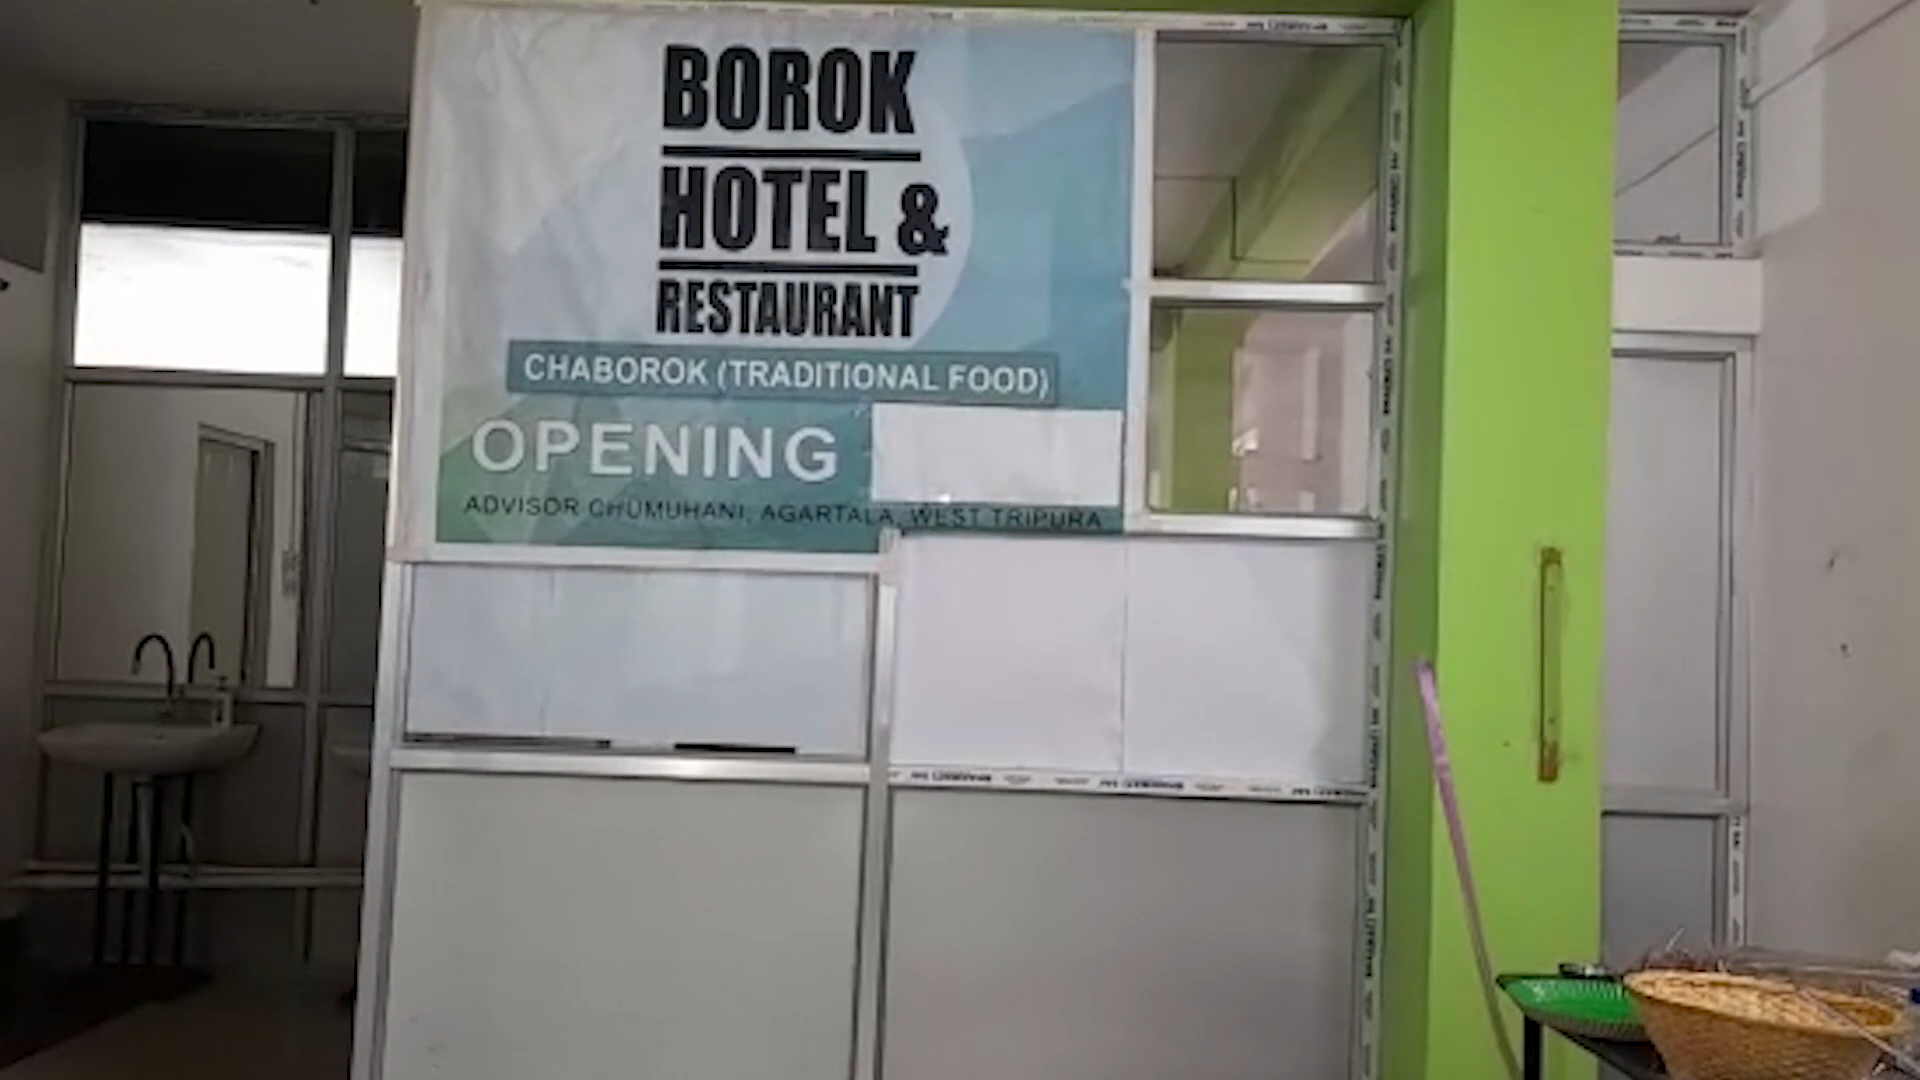 BOROK
HOTEL &
RESTAURANT
CHABOROK (TRADITIONAL FOOD)
OPENING
ADVISOR CHUMUHANI, AGARTALA, WEST TRIPURA